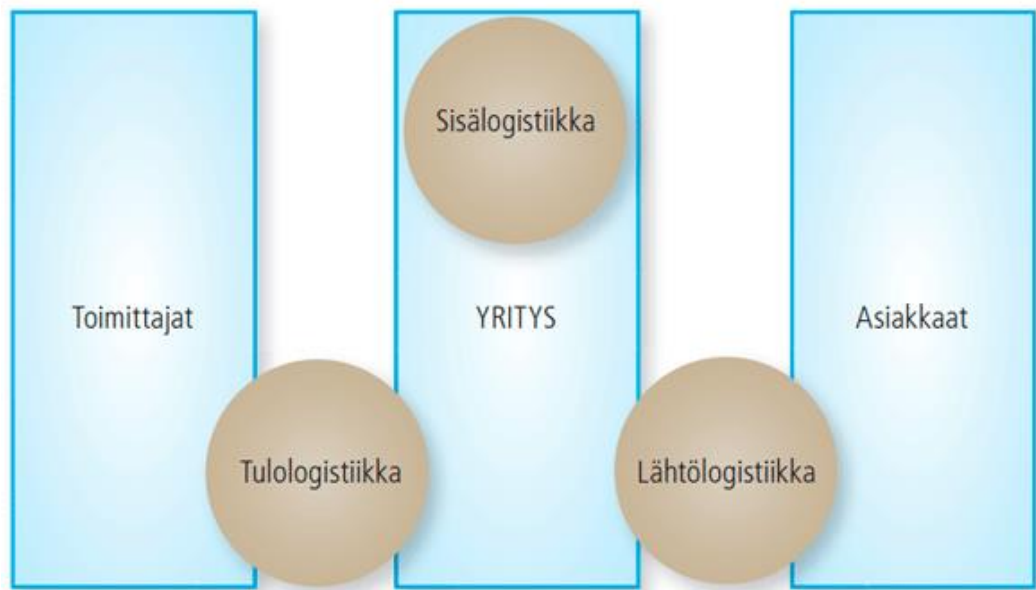 Sisälogistiikka
Toimittajat
YRITYS
Asiakkaat
Tulologistiikka
Lähtölogistiikka